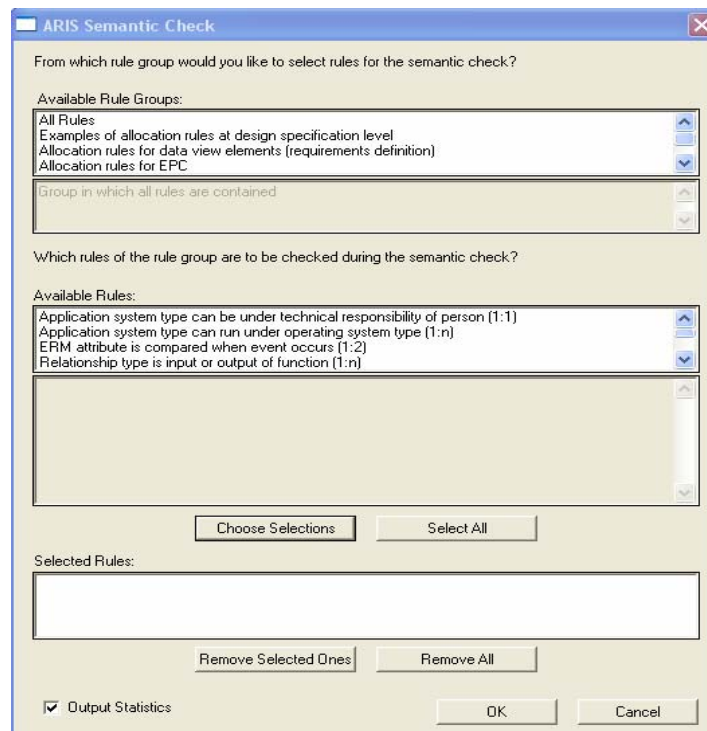 ARIS Semantic Check
From which rule group would you like to select rules for the semantic check?
Available Rule Groups:
All Rules
Examples of allocation rules at design specification level
Allocation rules for data view elements (requirements definition)
Allocation rules for EPC
Group in which all rules are contained
Which rules of the rule group are to be checked during the semantic check?
Available Rules:
Application system type can be under technical responsibility of person (1:1)
Application system type can run under operating system type (1:n)
ERM attribute is compared when event occurs (1:2)
Relationship type is input or output of function (1:n)
Choose Selections
Select All
Selected Rules:
Remove Selected Ones
Remove All
Output Statistics
OK
Cancel